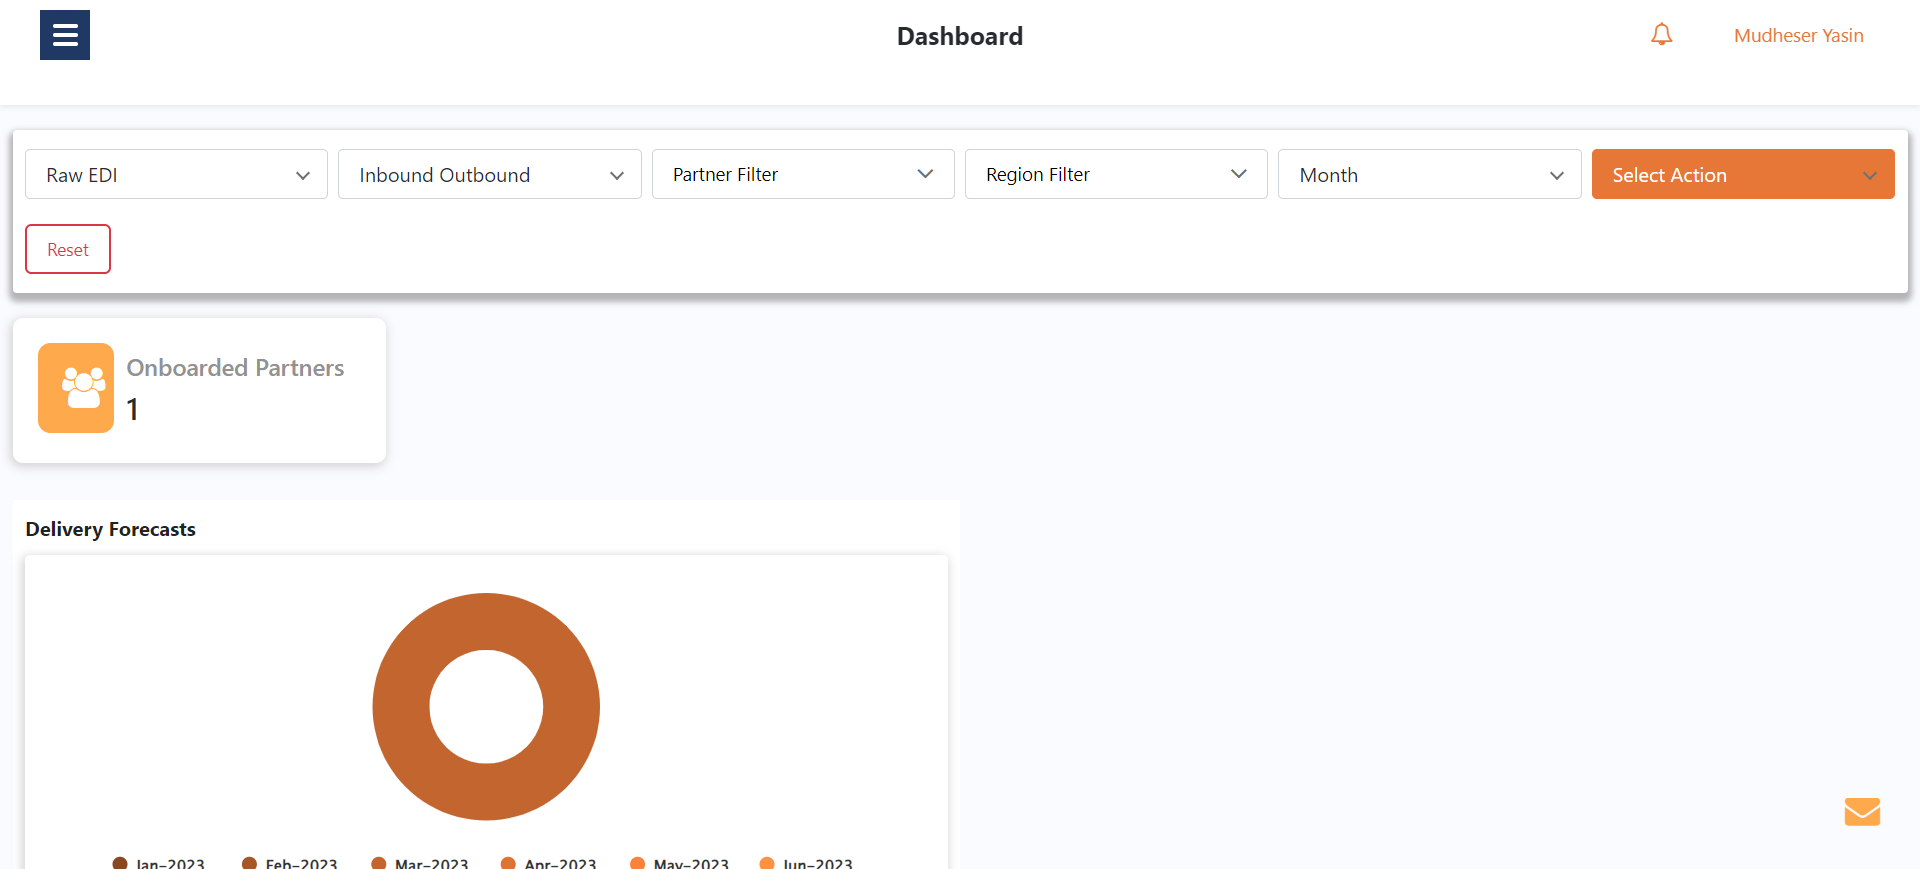 Dashboard
Mudheser Yasin
Raw EDI
Inbound Outbound
Partner Filter
Region Filter
Month
Select Action
Reset
Onboarded Partners
1
Delivery Forecasts
Jan-2023 Feb-2023 Mar-2023 Apr-2023 May-2023 Jun-2023